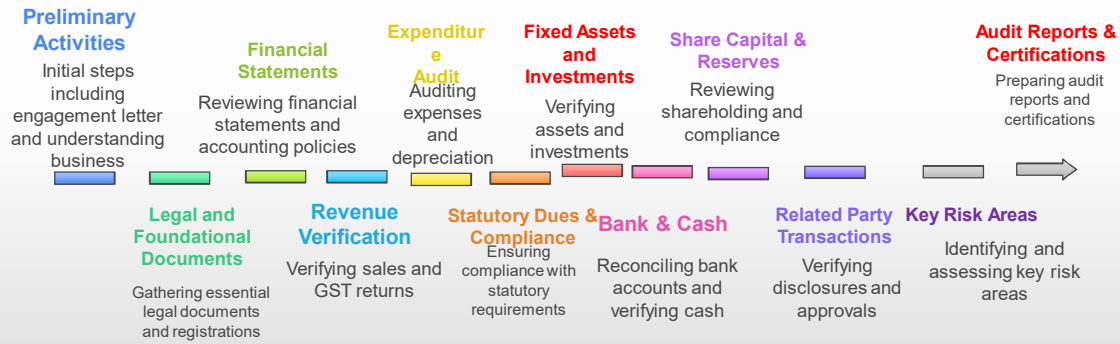 Preliminary
Activities
Initial steps
including
engagement letter
and understanding
business
Legal and
Foundational
Documents
Gathering essential
legal documents
and registrations
Financial
Statements
Reviewing financial
statements and
accounting policies
Revenue
Verification
Verifying sales and
GST returns
Expenditur
e
Audit
Auditing
expenses
and
depreciation
Statutory Dues &
Compliance
Ensuring
compliance with
statutory
requirements
Fixed Assets
and
Investments
Verifying
assets and
investments
Bank & Cash
Reconciling bank
accounts and
verifying cash
Share Capital &
Reserves
Reviewing
shareholding and
compliance
Related Party
Transactions
Verifying
disclosures and
approvals
Key Risk Areas
Identifying and
assessing key risk
areas
Audit Reports &
Certifications
Preparing audit
reports and
certifications